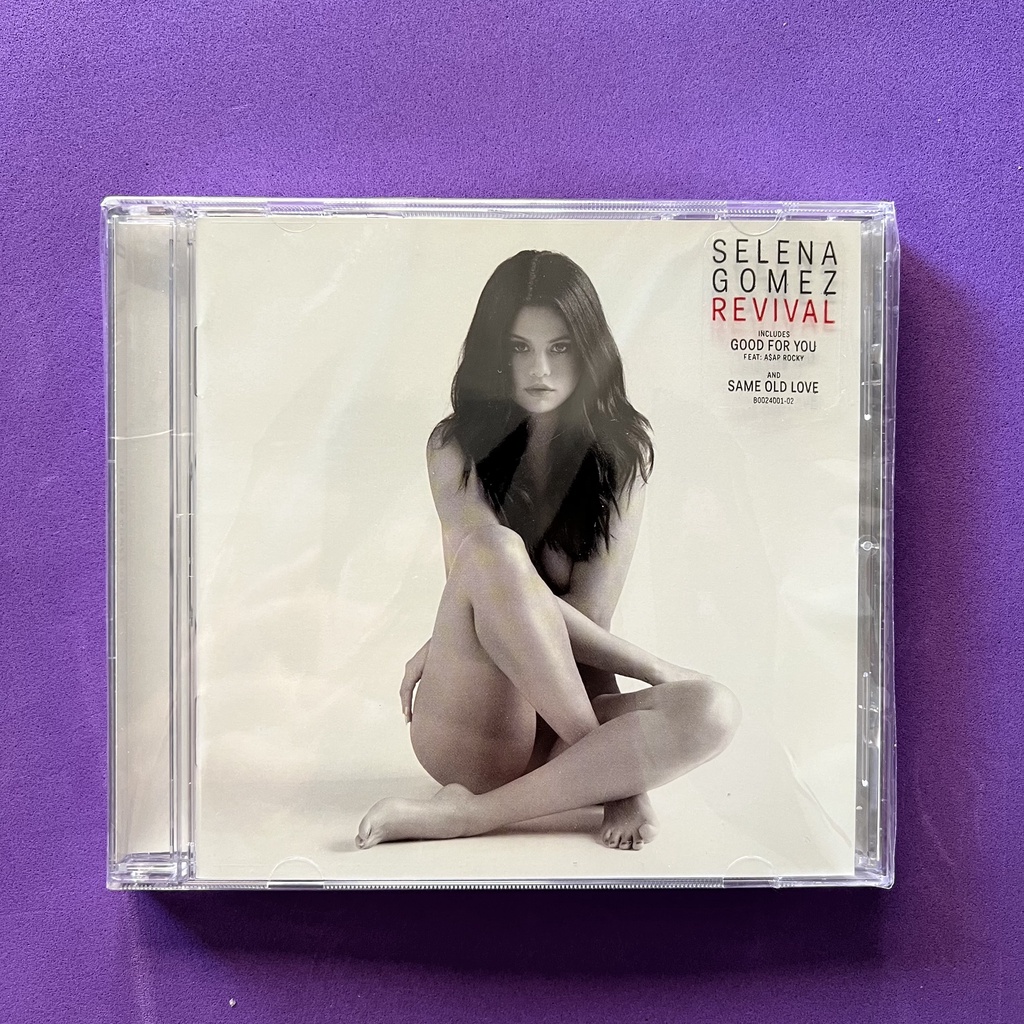 SELENA
GOMEZ
REVIVAL
INCLUDES
GOOD FOR YOU
FEAT: A$AP ROCKY
AND
SAME OLD LOVE
B0024001-02